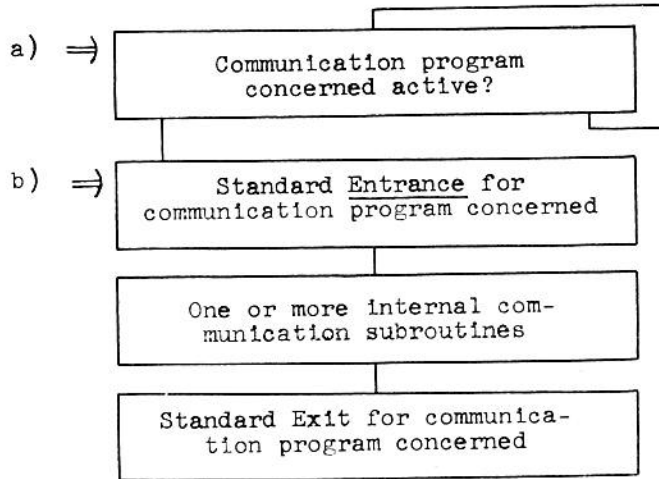 a) ⇒
Communication program
concerned active?
b) ⇒
Standard Entrance for
communication program concerned
One or more internal com-
munication subroutines
Standard Exit for communica-
tion program concerned